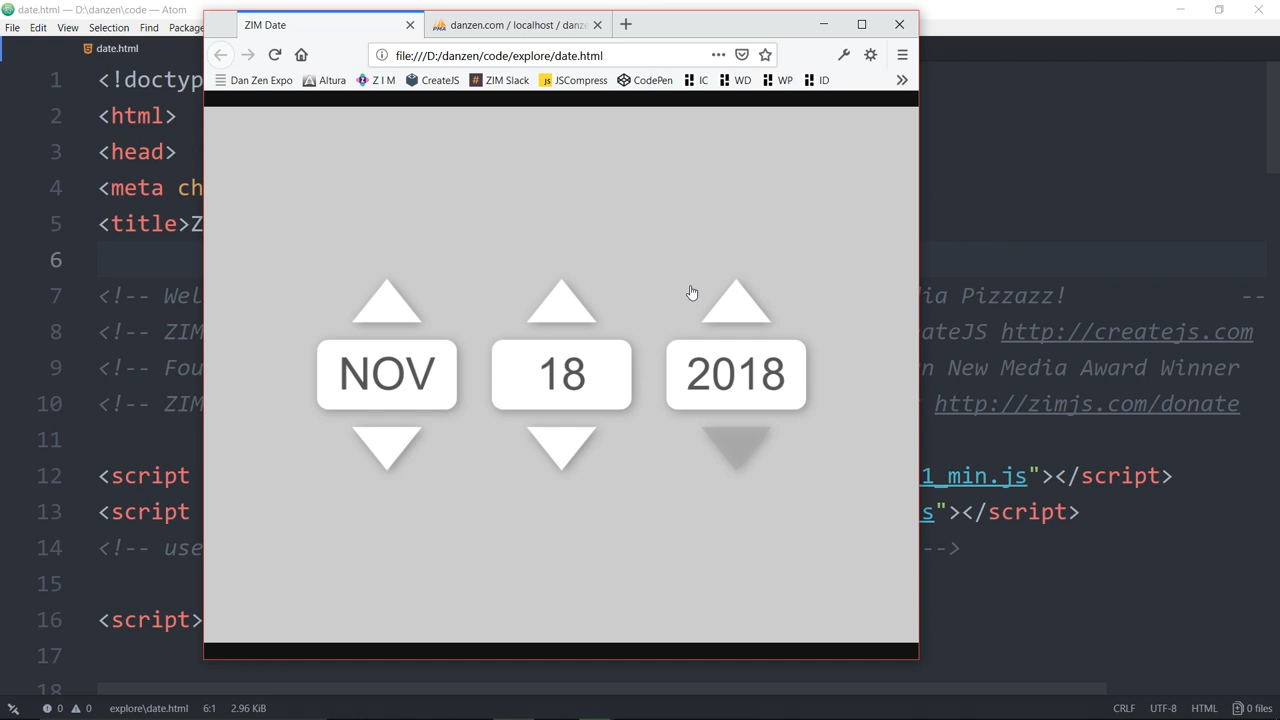 date.html — D:\danzen\code — Atom
File Edit View Selection Find Package
date.html
ZIM Date
danzen.com / localhost / danz
file:///D:/danzen/code/explore/date.html
Dan Zen Expo Altura Z I M CreateJS # ZIM Slack JS JSCompress CodePen IC WD WP ID
1 <!doctyp
2 <html>
3 <head>
4 <meta ch
5 <title>Z
6
7 <!-- Wel ia Pizzazz! --
8 <!-- ZIM ateJS http://createjs.com
9 <!-- Fou n New Media Award Winner
10 <!-- ZIM http://zimjs.com/donate
11
12 <script 1_min.js"></script>
13 <script s"></script>
14 <!-- use -->
15
16 <script>
17
18
NOV 18 2018
0 0 explore\date.html 6:1 2.96 KiB CRLF UTF-8 HTML 0 files